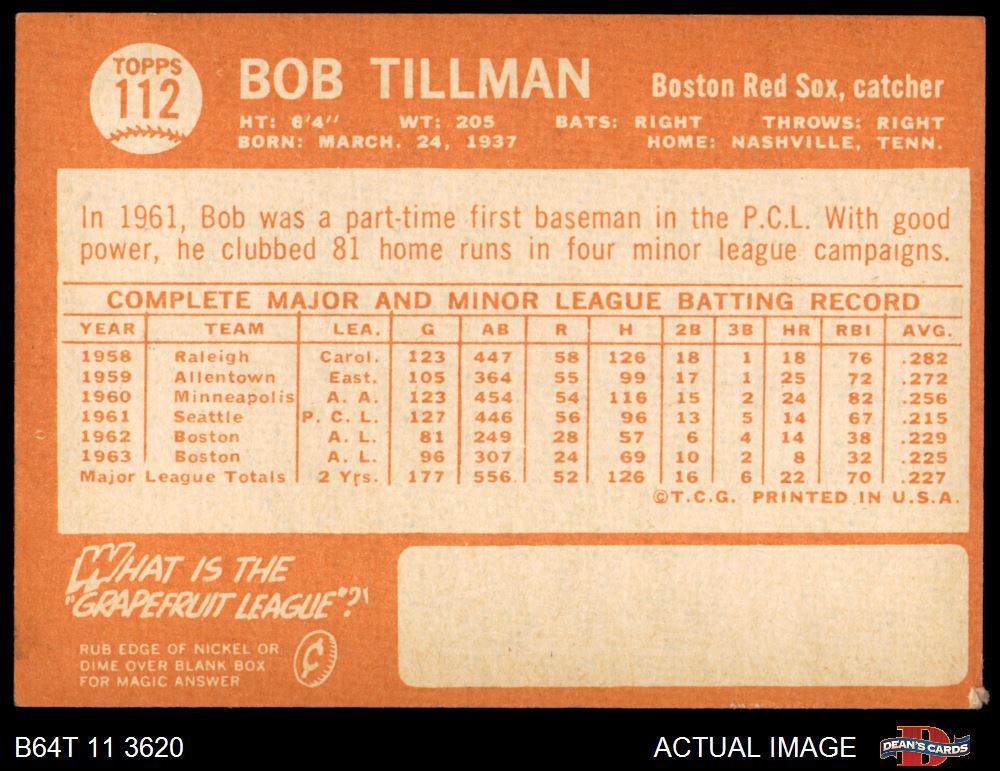 TOPPS
112
BOB TILLMAN
Boston Red Sox, catcher
HT: 6'4" WT: 205 BATS: RIGHT THROWS: RIGHT
BORN: MARCH. 24, 1937 HOME: NASHVILLE, TENN.
In 1961, Bob was a part-time first baseman in the P.C.L. With good
power, he clubbed 81 home runs in four minor league campaigns.
COMPLETE MAJOR AND MINOR LEAGUE BATTING RECORD
YEAR TEAM LEA. G AB R H 2B 3B HR RBI AVG.
1958 Raleigh Carol. 123 447 58 126 18 1 18 76 .282
1959 Allentown East. 105 364 55 99 17 1 25 72 .272
1960 Minneapolis A. A. 123 454 54 116 15 2 24 82 .256
1961 Seattle P. C. L. 127 446 56 96 13 5 14 67 .215
1962 Boston A. L. 81 249 28 57 6 4 14 38 .229
1963 Boston A. L. 96 307 24 69 10 2 8 32 .225
Major League Totals 2 Yrs. 177 556 52 126 16 6 22 70 .227
©T.C.G. PRINTED IN U.S.A.
WHAT IS THE
"GRAPEFRUIT LEAGUE"?
RUB EDGE OF NICKEL OR
DIME OVER BLANK BOX
FOR MAGIC ANSWER
B64T 11 3620
ACTUAL IMAGE
DEAN'S CARDS